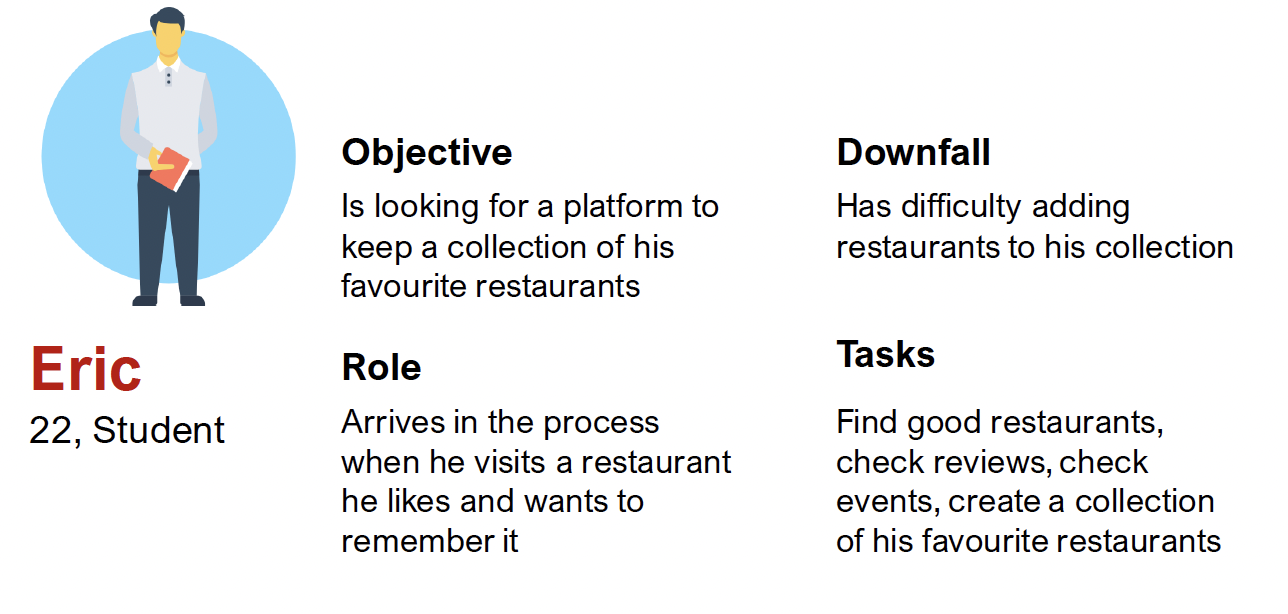 Eric
22, Student
Objective
Is looking for a platform to
keep a collection of his
favourite restaurants
Role
Arrives in the process
when he visits a restaurant
he likes and wants to
remember it
Downfall
Has difficulty adding
restaurants to his collection
Tasks
Find good restaurants,
check reviews, check
events, create a collection
of his favourite restaurants